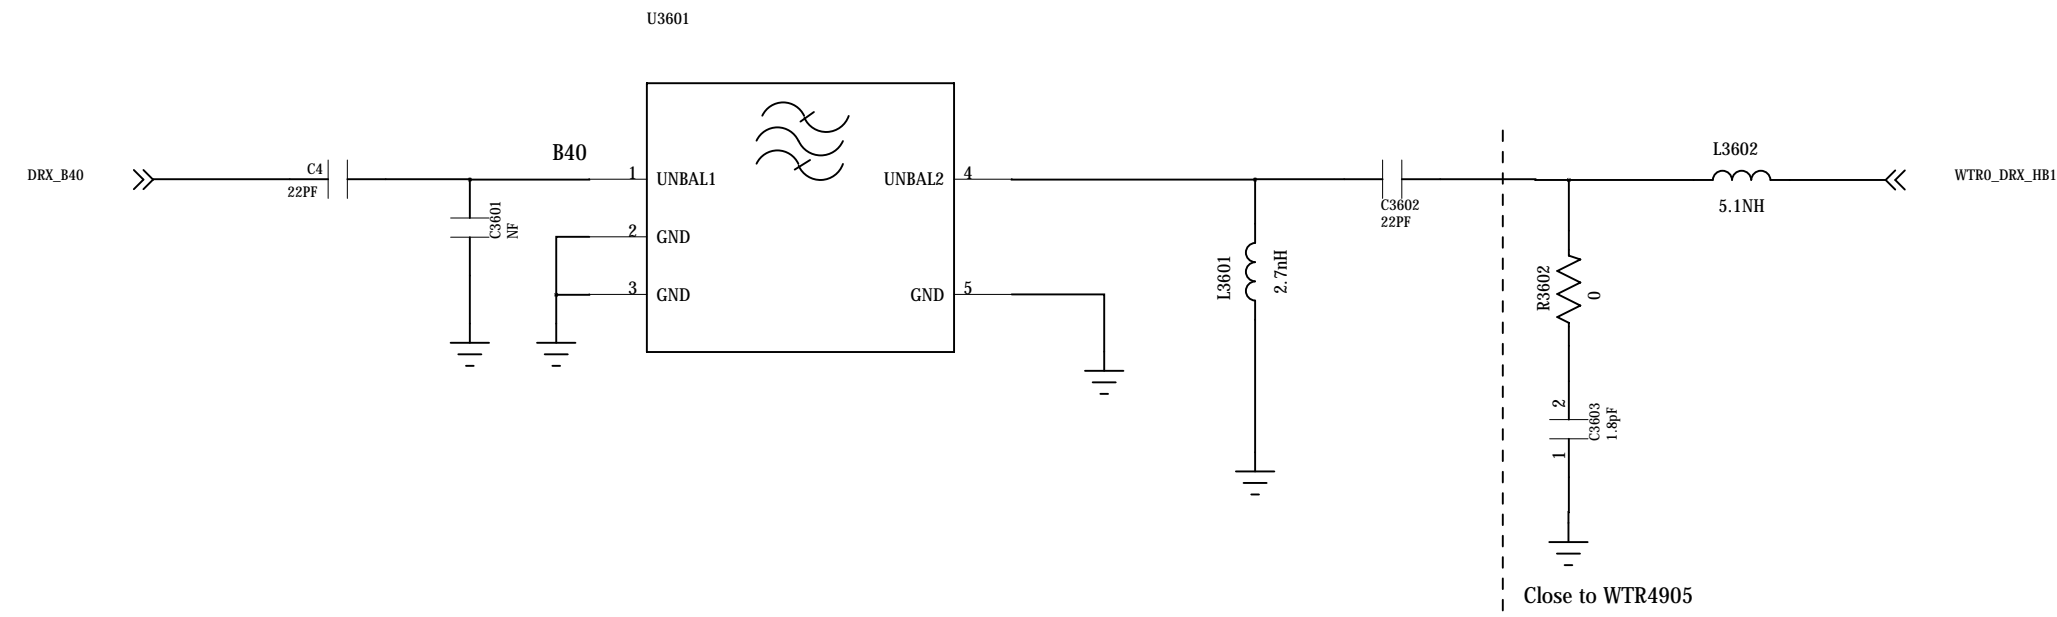 U3601
DRX_B40
C4
22PF
C3601
NF
B40
1
UNBAL1
2
GND
3
GND
UNBAL2
4
GND
5
L3601
2.7nH
C3602
22PF
R3602
0
2
C3603
1.8pF
1
L3602
5.1NH
WTR0_DRX_HB1
Close to WTR4905